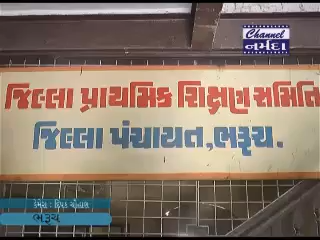 Channel
નર્મદા
જિલ્લા પ્રાથમિક શિક્ષણ સમિતિ
જિલ્લા પંચાયત, ભરૂચ.
કેમેરા :
ભરૂચ